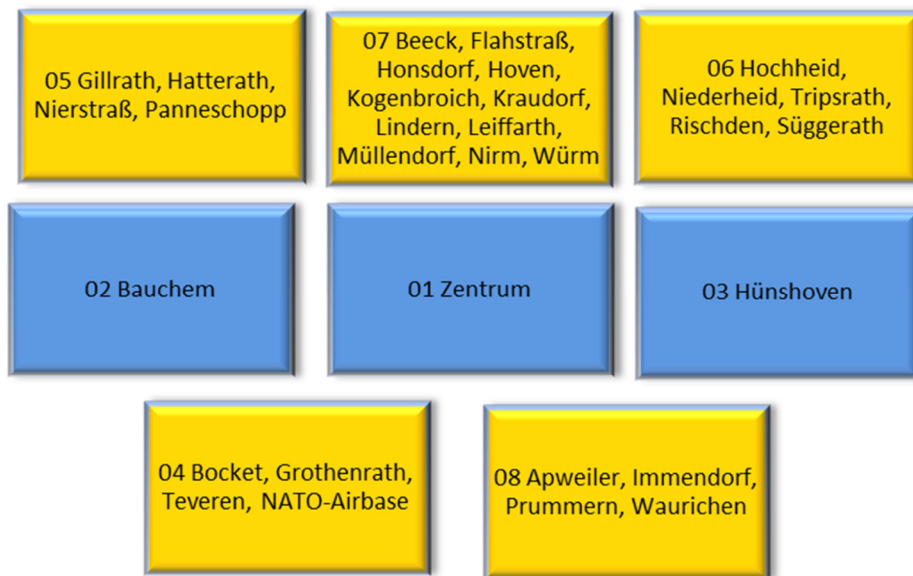 05 Gillrath, Hatterath,
Nierstraß, Panneschopp
07 Beeck, Flahstraß,
Honsdorf, Hoven,
Kogenbroich, Kraudorf,
Lindern, Leiffarth,
Müllendorf, Nirm, Würm
06 Hochheid,
Niederheid, Tripsrath,
Rischden, Süggerath
02 Bauchem
01 Zentrum
03 Hünshoven
04 Bocket, Grothenrath,
Teveren, NATO-Airbase
08 Apweiler, Immendorf,
Prummern, Waurichen